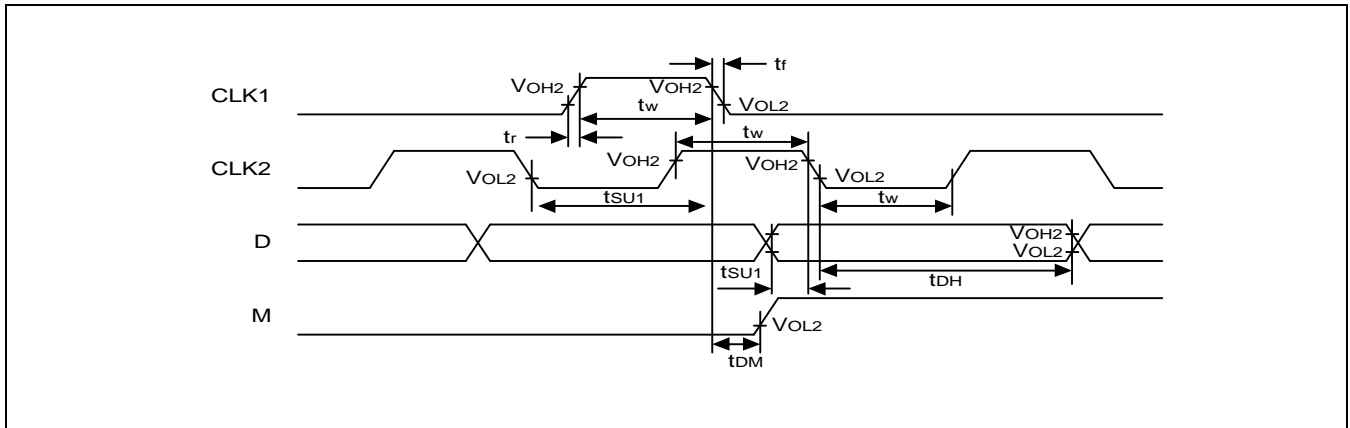 tf
CLK1
VOH2
VOH2
VOL2
tw
tr
tw
CLK2
VOH2
VOH2
VOL2
VOL2
tSU1
tw
D
VOH2
VOL2
tSU1
tDH
M
VOL2
tDM